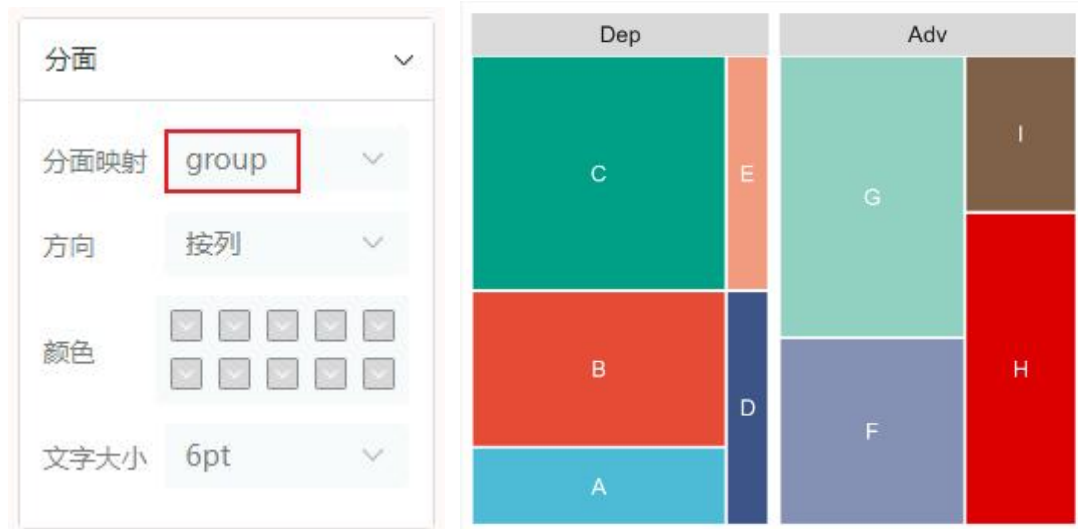 分面
分面映射 group
方向 按列
颜色
文字大小 6pt
Dep Adv
C E G I
B D F H
A